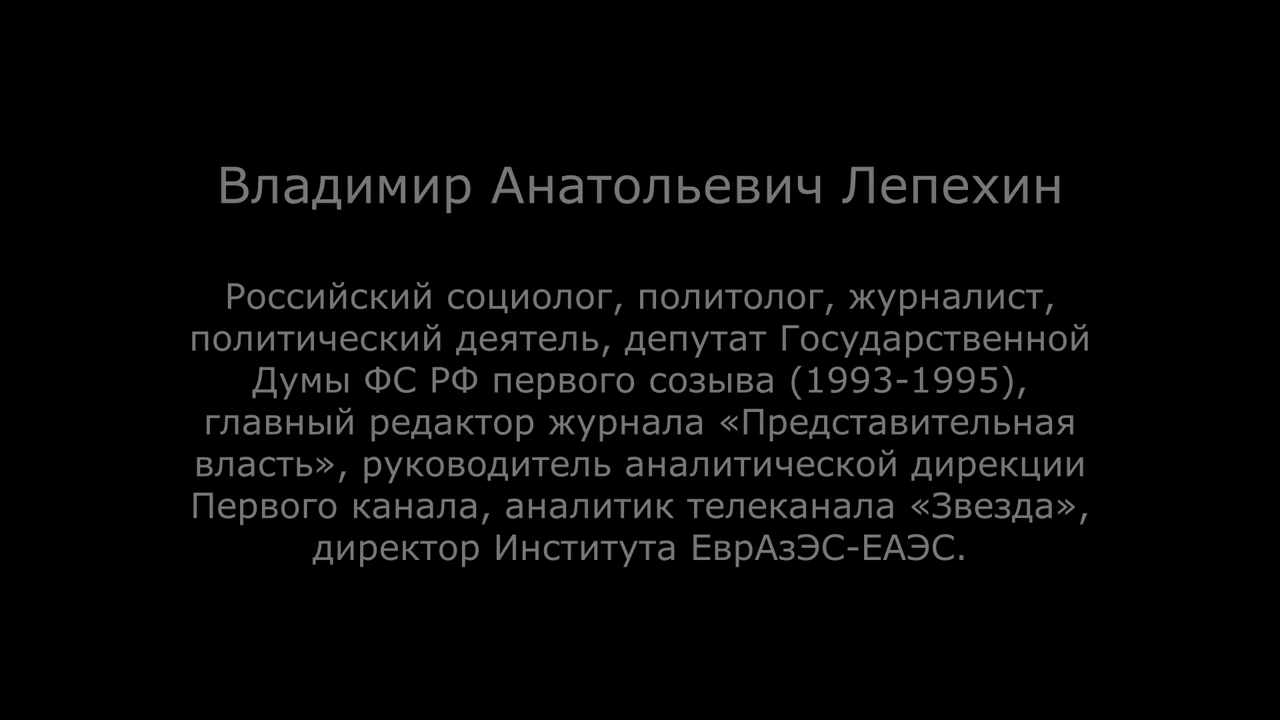 Владимир Анатольевич Лепехин
Российский социолог, политолог, журналист,
политический деятель, депутат Государственной
Думы ФС РФ первого созыва (1993-1995),
главный редактор журнала «Представительная
власть», руководитель аналитической дирекции
Первого канала, аналитик телеканала «Звезда»,
директор Института ЕврАзЭС-ЕАЭС.